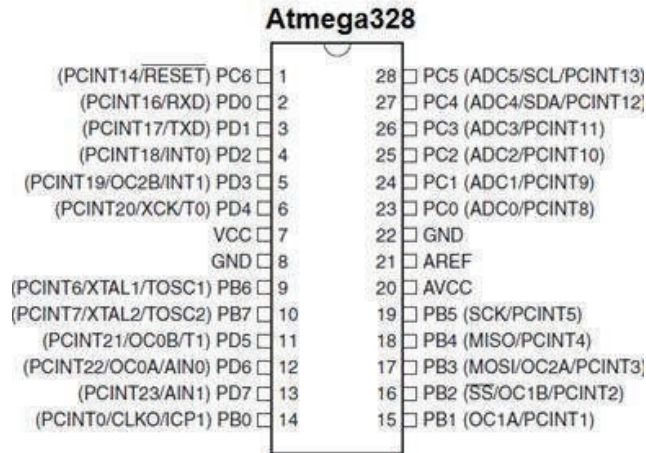 Atmega328
(PCINT14/RESET) PC6 1 28 PC5 (ADC5/SCL/PCINT13)
(PCINT16/RXD) PD0 2 27 PC4 (ADC4/SDA/PCINT12)
(PCINT17/TXD) PD1 3 26 PC3 (ADC3/PCINT11)
(PCINT18/INT0) PD2 4 25 PC2 (ADC2/PCINT10)
(PCINT19/OC2B/INT1) PD3 5 24 PC1 (ADC1/PCINT9)
(PCINT20/XCK/T0) PD4 6 23 PC0 (ADC0/PCINT8)
VCC 7 22 GND
GND 8 21 AREF
(PCINT6/XTAL1/TOSC1) PB6 9 20 AVCC
(PCINT7/XTAL2/TOSC2) PB7 10 19 PB5 (SCK/PCINT5)
(PCINT21/OC0B/T1) PD5 11 18 PB4 (MISO/PCINT4)
(PCINT22/OC0A/AIN0) PD6 12 17 PB3 (MOSI/OC2A/PCINT3)
(PCINT23/AIN1) PD7 13 16 PB2 (SS/OC1B/PCINT2)
(PCINT0/CLKO/ICP1) PB0 14 15 PB1 (OC1A/PCINT1)